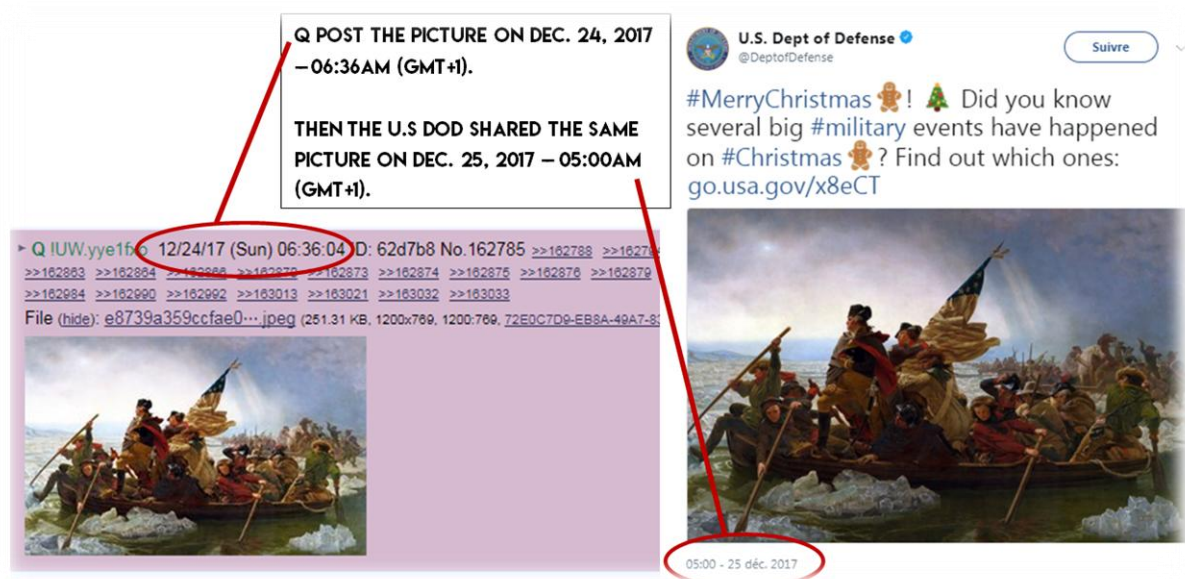 Q POST THE PICTURE ON DEC. 24, 2017
– 06:36AM (GMT+1).
THEN THE U.S DOD SHARED THE SAME
PICTURE ON DEC. 25, 2017 – 05:00AM
(GMT+1).
Q !UW.yye1fxo 12/24/17 (Sun) 06:36:04 ID: 62d7b8 No.162785 >>162788
>>162863 >>162864 >>162866 >>162870 >>162873 >>162874 >>162875 >>162876 >>162879
>>162984 >>162990 >>162992 >>163013 >>163021 >>163032 >>163033
File (hide): e8739a359ccfae0···.jpeg (251.31 KB, 1200x769, 1200:769, 72E0C7D9-EB8A-49A7-
U.S. Dept of Defense
@DeptofDefense
Suivre
#MerryChristmas ! Did you know
several big #military events have happened
on #Christmas ? Find out which ones:
go.usa.gov/x8eCT
05:00 - 25 déc. 2017